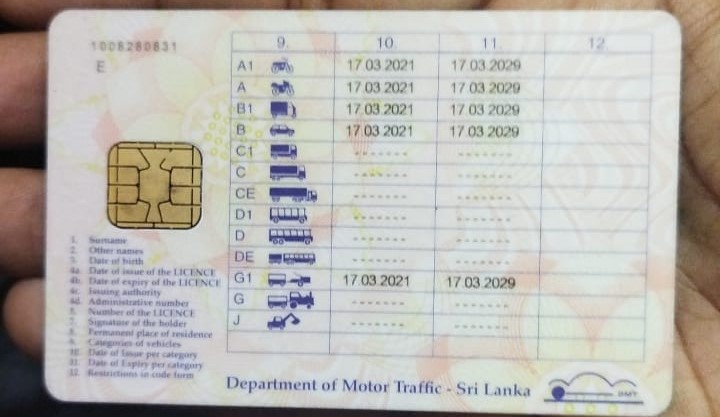 1008280831
E
9. 10. 11. 12
A1 17 03 2021 17 03 2029
A 17 03 2021 17 03 2029
B1 17 03 2021 17 03 2029
B 17 03 2021 17 03 2029
C1 ------- -------
C ------- -------
CE ------- -------
D1 ------- -------
D ------- -------
DE ------- -------
G1 17 03 2021 17 03 2029
G ------- -------
J ------- -------
1. Surname
2. Other names
3. Date of birth
4a. Date of issue of the LICENCE
4b. Date of expiry of the LICENCE
4c. Issuing authority
4d. Administrative number
5. Number of the LICENCE
7. Signature of the holder
8. Permanent place of residence
9. Categories of vehicles
10. Date of Issue per category
11. Date of Expiry per category
12. Restrictions in code form
Department of Motor Traffic - Sri Lanka
DMT